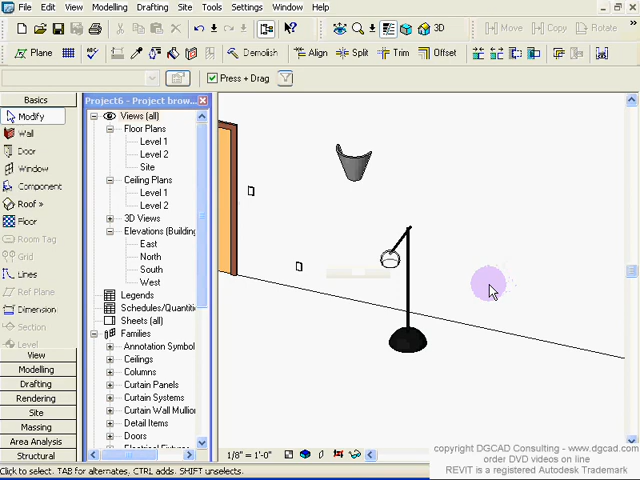 File Edit View Modelling Drafting Site Tools Settings Window Help
3D Move Copy Rotate
Plane Demolish Align Split Trim Offset
Press + Drag
Basics
Modify
Wall
Door
Window
Component
Roof »
Floor
Room Tag
Grid
Lines
Ref Plane
Dimension
Section
Level
View
Modelling
Drafting
Rendering
Site
Massing
Area Analysis
Structural
Project6 - Project brow...
Views (all)
Floor Plans
Level 1
Level 2
Site
Ceiling Plans
Level 1
Level 2
3D Views
Elevations (Building
East
North
South
West
Legends
Schedules/Quantitie
Sheets (all)
Families
Annotation Symbol
Ceilings
Columns
Curtain Panels
Curtain Systems
Curtain Wall Mullion
Detail Items
Doors
1/8" = 1'-0"
Click to select. TAB for alternates. CTRL adds. SHIFT unselects.
copyright DGCAD Consulting - www.dgcad.com
order DVD videos on line
REVIT is a registered Autodesk Trademark